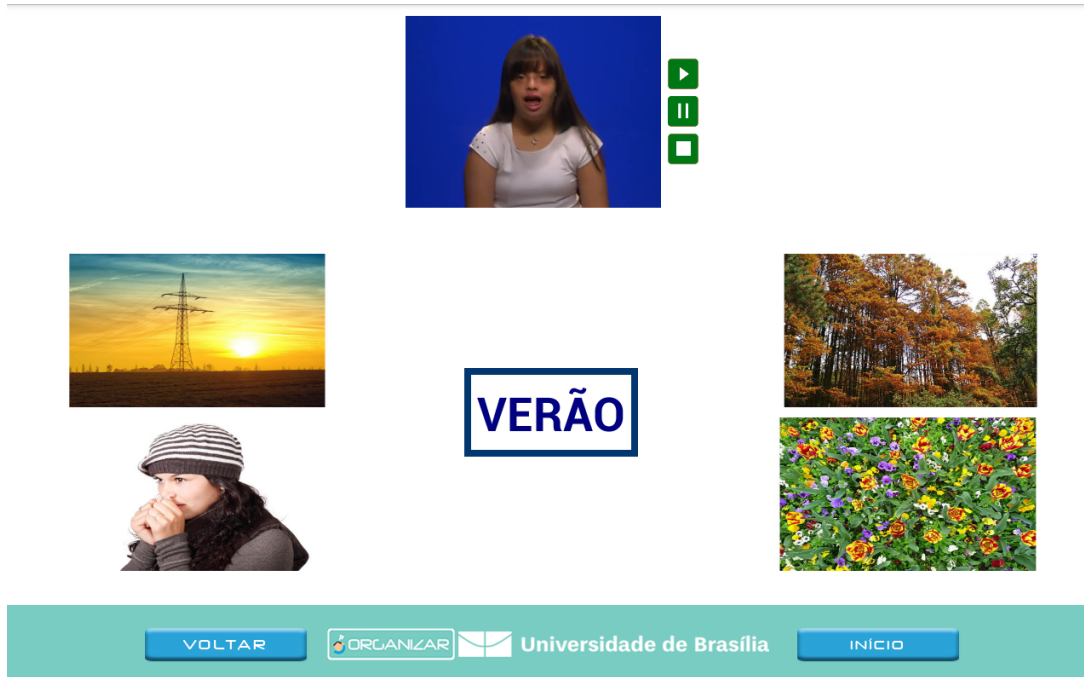 VERÃO
VOLTAR
ORGANIZAR
Universidade de Brasília
INÍCIO